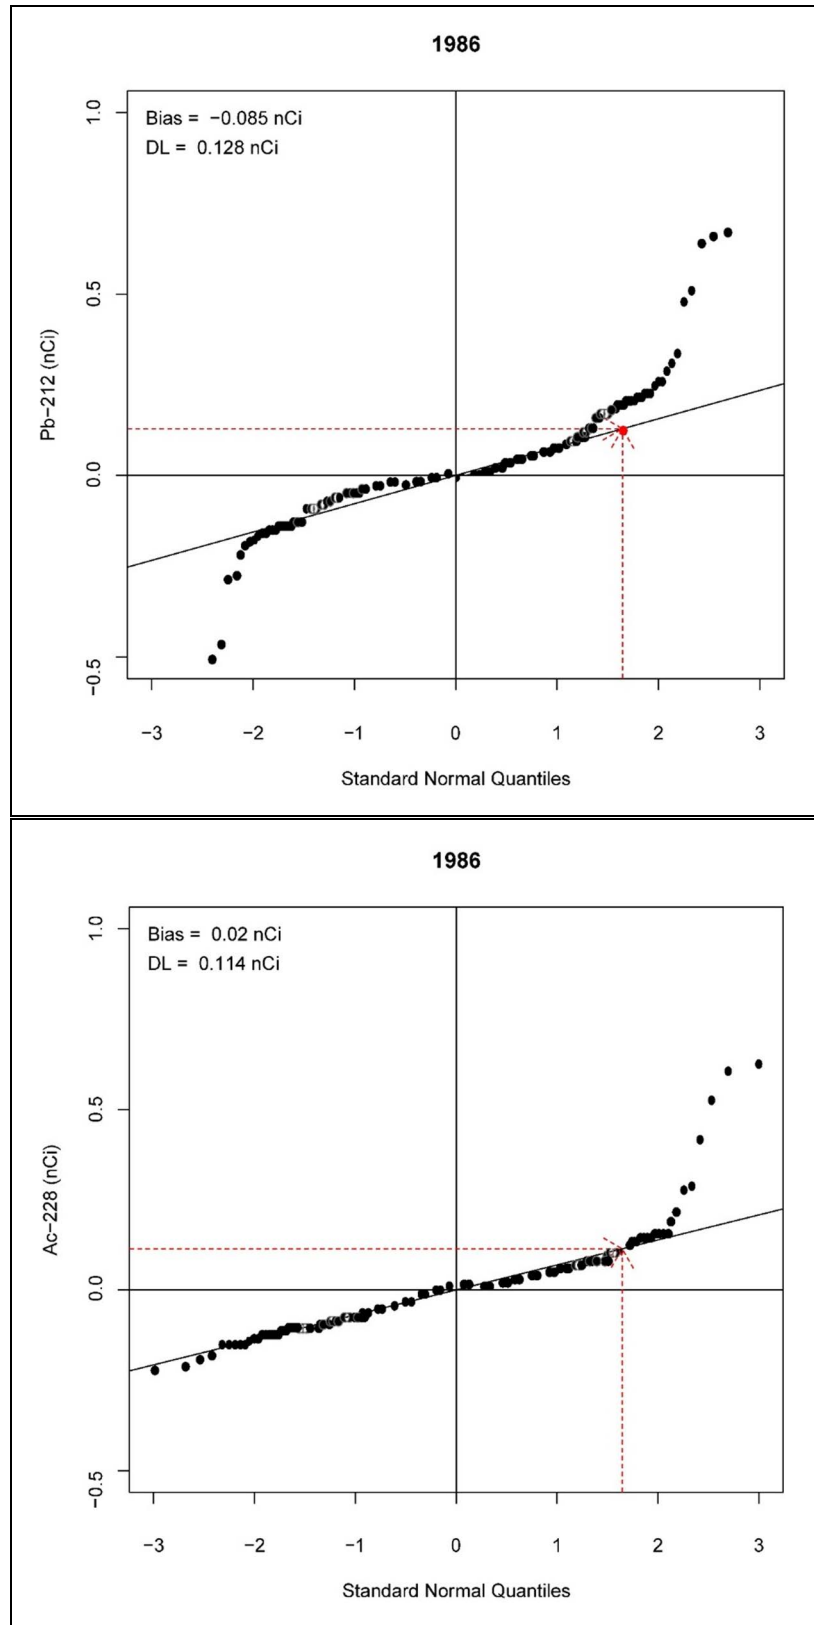 1986
Bias = −0.085 nCi
DL = 0.128 nCi
1.0
0.5
0.0
−0.5
Pb−212 (nCi)
−3 −2 −1 0 1 2 3
Standard Normal Quantiles
1986
Bias = 0.02 nCi
DL = 0.114 nCi
1.0
0.5
0.0
−0.5
Ac−228 (nCi)
−3 −2 −1 0 1 2 3
Standard Normal Quantiles